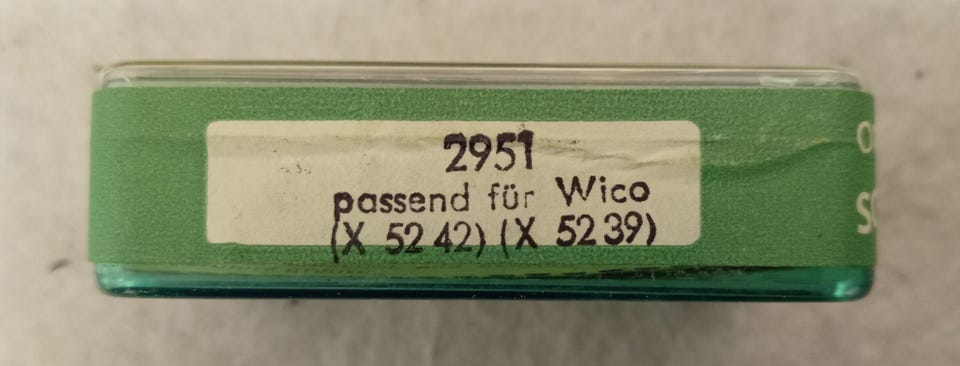 2951
passend für Wico
(X 52 42) (X 52 39)